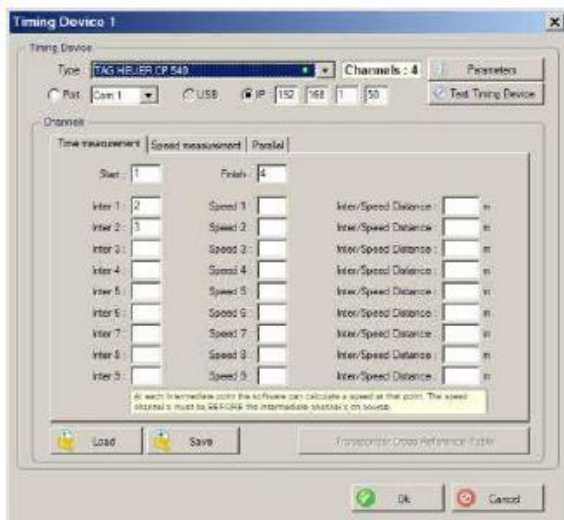 Timing Device 1
Timing Device
Type : TAG HEUER CP 540 Channels : 4 Parameters
Port Com 1 USB IP 192 168 1 50 Test Timing Device
Channels
Time measurement Speed measurement Parallel
Start : 1 Finish : 4
Inter 1 : 2 Speed 1 : Inter/Speed Distance : m
Inter 2 : 3 Speed 2 : Inter/Speed Distance : m
Inter 3 : Speed 3 : Inter/Speed Distance : m
Inter 4 : Speed 4 : Inter/Speed Distance : m
Inter 5 : Speed 5 : Inter/Speed Distance : m
Inter 6 : Speed 6 : Inter/Speed Distance : m
Inter 7 : Speed 7 : Inter/Speed Distance : m
Inter 8 : Speed 8 : Inter/Speed Distance : m
Inter 9 : Speed 9 : Inter/Speed Distance : m
At each Intermediate point the software can calculate a speed at that point. The speed
channel s must be BEFORE the intermediate channel s on
Load Save Transponder Cross Reference Table
Ok Cancel